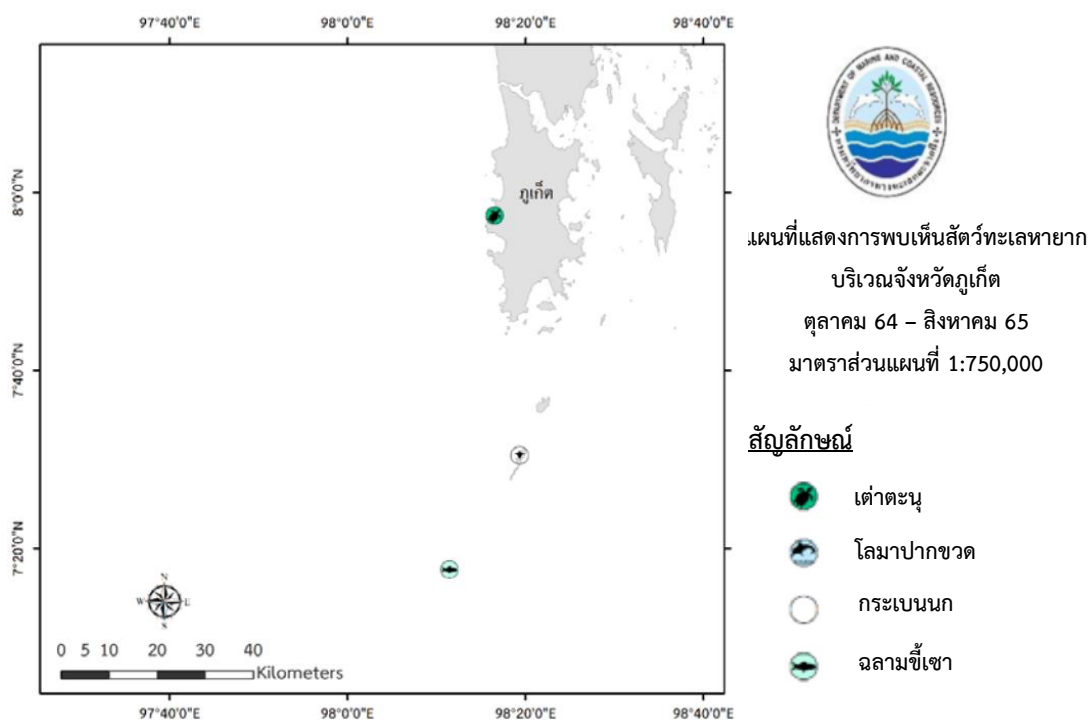 97°40'0"E 98°0'0"E 98°20'0"E 98°40'0"E
8°0'0"N
7°40'0"N
7°20'0"N
ภูเก็ต
N
W E
S
0 5 10 20 30 40
Kilometers
97°40'0"E 98°0'0"E 98°20'0"E 98°40'0"E
DEPARTMENT OF MARINE AND COASTAL RESOURCES
แผนที่แสดงการพบเห็นสัตว์ทะเลหายาก
บริเวณจังหวัดภูเก็ต
ตุลาคม 64 – สิงหาคม 65
มาตราส่วนแผนที่ 1:750,000
สัญลักษณ์
เต่าตะนุ
โลมาปากขวด
กระเบนนก
ฉลามขี้เซา